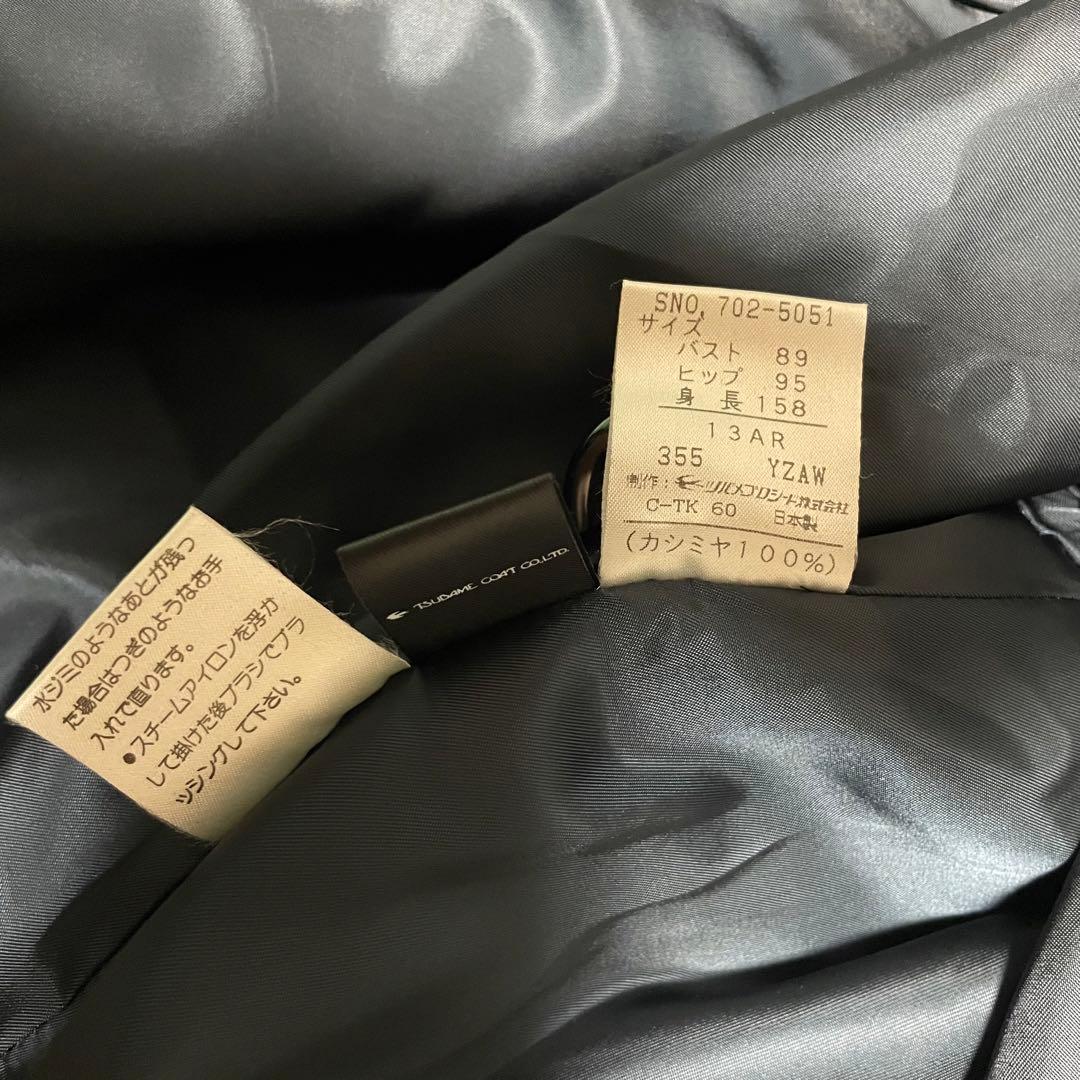 SNO. 702-5051
サイズ
バスト 89
ヒップ 95
身長 158
13AR
355 YZAW
制作: ツルメプロシード株式会社
C-TK 60 日本製
(カシミヤ100%)
TSUDAME COAT CO.,LTD.
水ジミのようなあとが残っ
た場合はつぎのようなお手
入れで直ります。
●スチームアイロンを浮か
して掛けた後ブラシでブラ
ッシングして下さい。